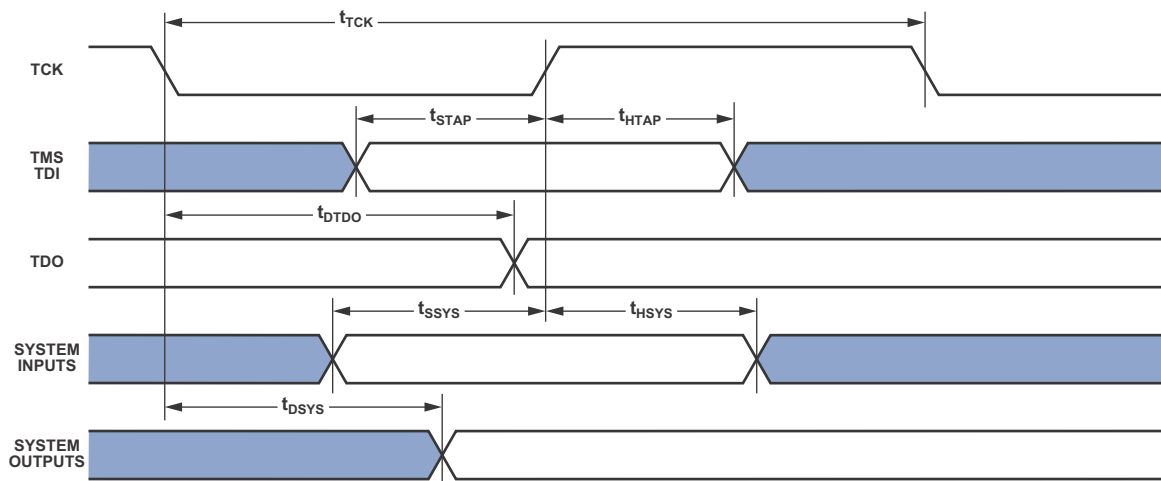 tTCK
TCK
tSTAP
tHTAP
TMS
TDI
tDTDO
TDO
tSSYS
tHSYS
SYSTEM
INPUTS
tDSYS
SYSTEM
OUTPUTS